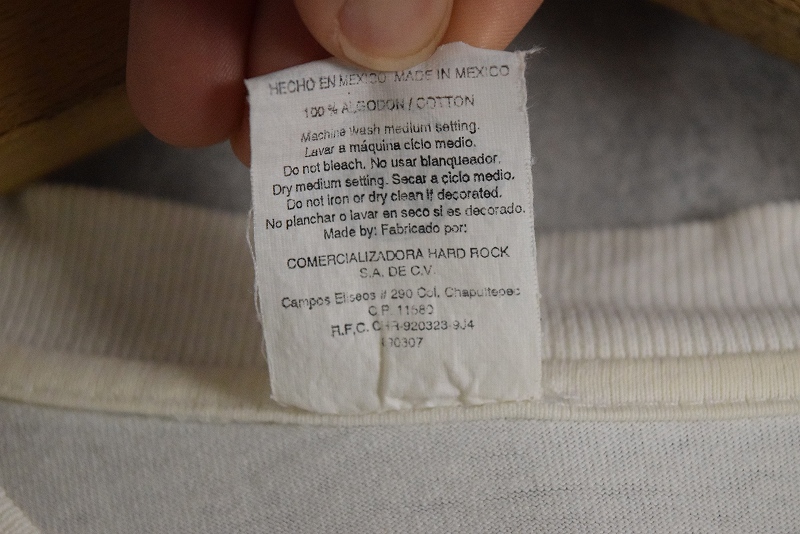 HECHO EN MEXICO MADE IN MEXICO
100 % ALGODON / COTTON
Machine Wash medium setting.
Lavar a máquina ciclo medio.
Do not bleach. No usar blanqueador.
Dry medium setting. Secar a ciclo medio.
Do not iron or dry clean if decorated.
No planchar o lavar en seco si es decorado.
Made by: Fabricado por:
COMERCIALIZADORA HARD ROCK
S.A. DE C.V.
Campos Eliseos # 290 Col. Chapultepec
C.P. 11560
R.F.C.